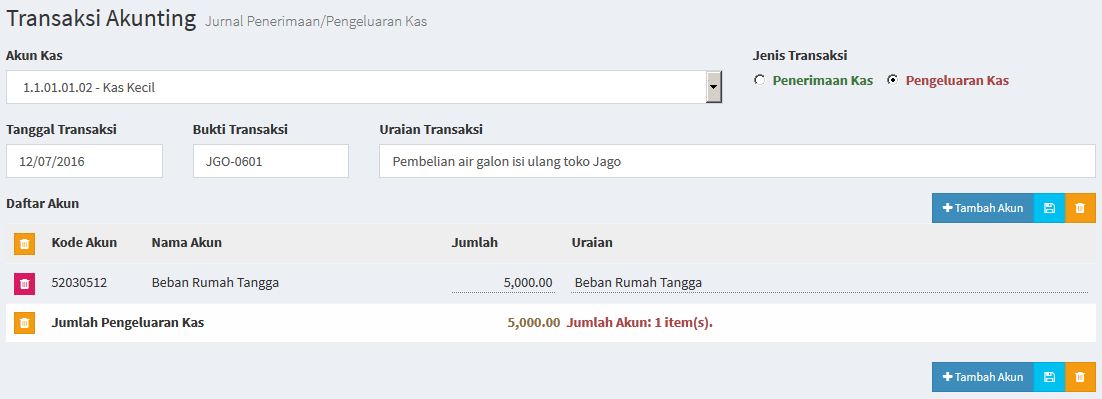 Transaksi Akunting Jurnal Penerimaan/Pengeluaran Kas
Akun Kas Jenis Transaksi
1.1.01.01.02 - Kas Kecil Penerimaan Kas Pengeluaran Kas
Tanggal Transaksi Bukti Transaksi Uraian Transaksi
12/07/2016 JGO-0601 Pembelian air galon isi ulang toko Jago
Daftar Akun Tambah Akun
Kode Akun Nama Akun Jumlah Uraian
52030512 Beban Rumah Tangga 5,000.00 Beban Rumah Tangga
Jumlah Pengeluaran Kas 5,000.00 Jumlah Akun: 1 item(s).
Tambah Akun